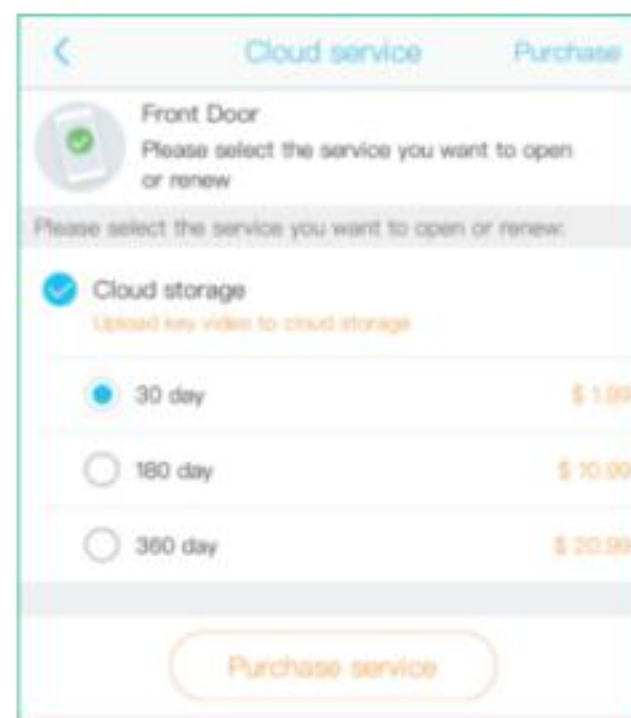 Cloud service
Purchase
Front Door
Please select the service you want to open
or renew
Please select the service you want to open or renew:
Cloud storage
Upload key video to cloud storage
30 day
$ 1.99
180 day
$ 10.99
360 day
$ 20.99
Purchase service